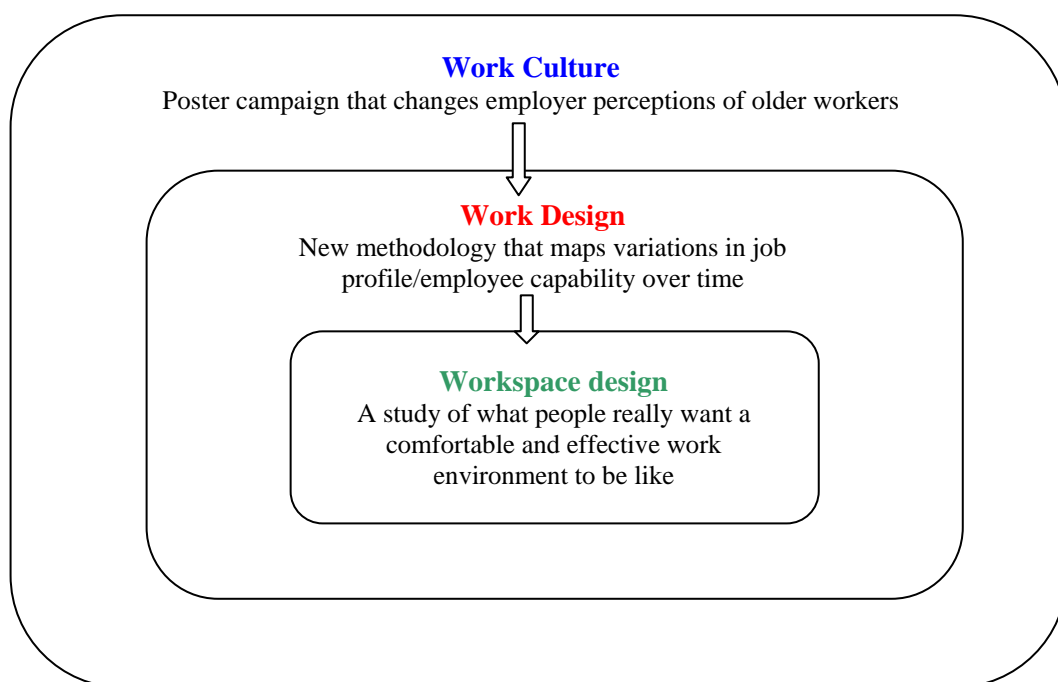 Work Culture
Poster campaign that changes employer perceptions of older workers
Work Design
New methodology that maps variations in job
profile/employee capability over time
Workspace design
A study of what people really want a
comfortable and effective work
environment to be like